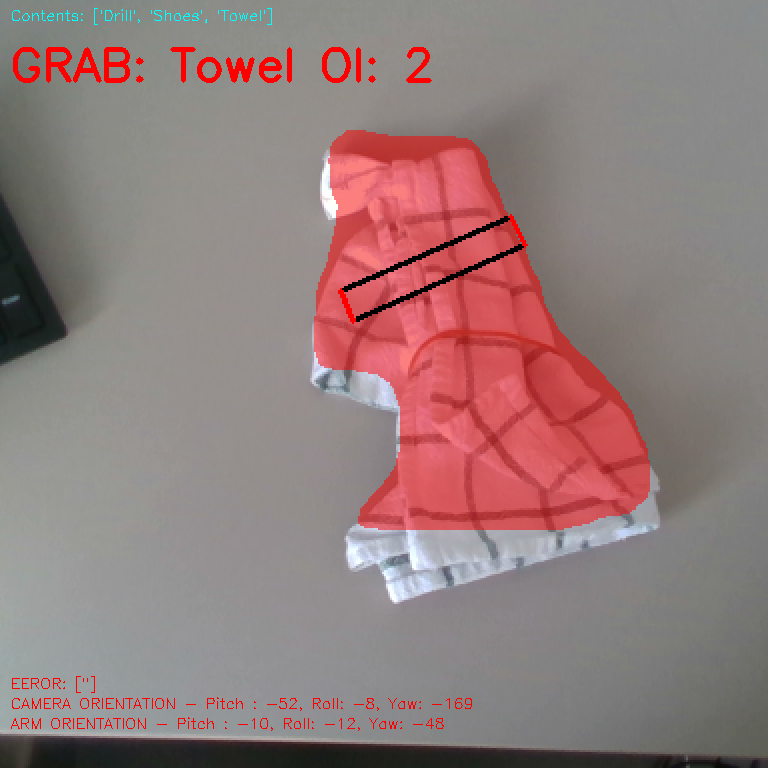 Contents: ['Drill', 'Shoes', 'Towel']
GRAB: Towel OI: 2
EEROR: ['']
CAMERA ORIENTATION - Pitch : -52, Roll: -8, Yaw: -169
ARM ORIENTATION - Pitch : -10, Roll: -12, Yaw: -48